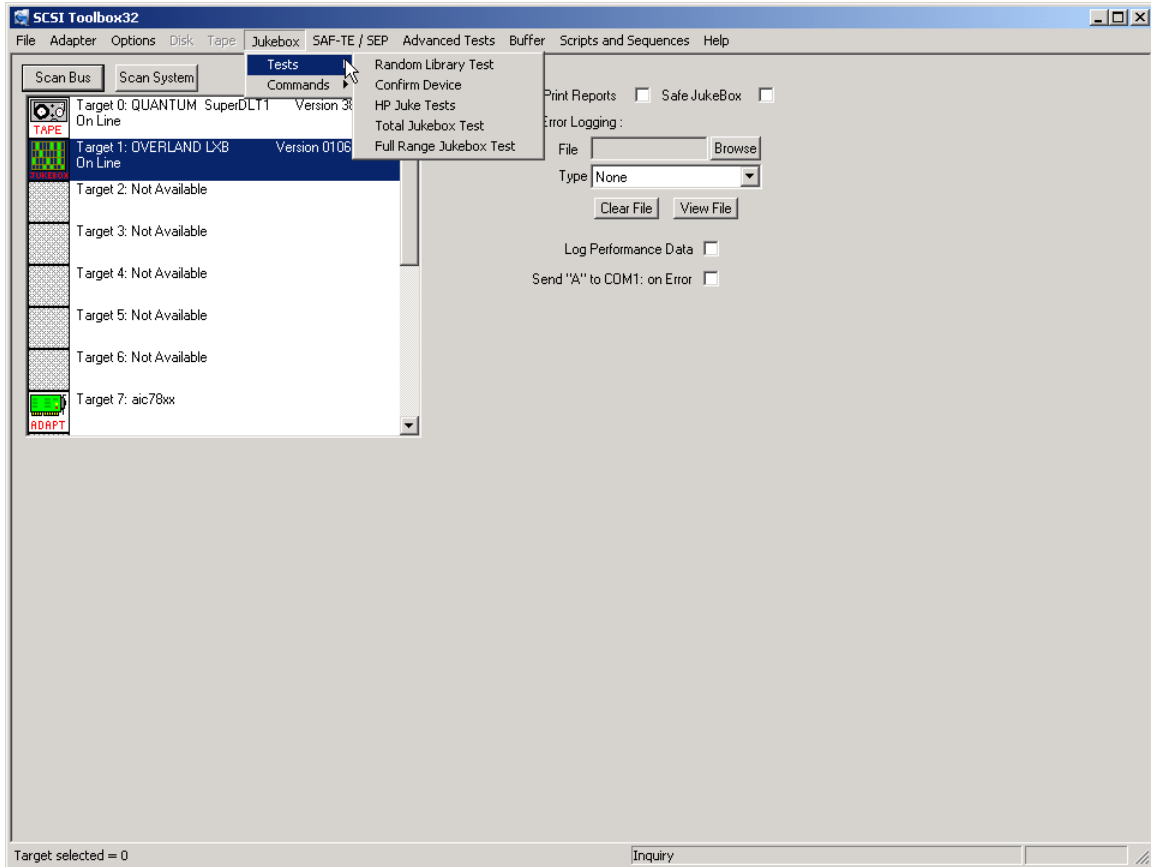 SCSI Toolbox32
File Adapter Options Disk Tape Jukebox SAF-TE / SEP Advanced Tests Buffer Scripts and Sequences Help
Scan Bus Scan System
Tests
Commands
Random Library Test
Confirm Device
HP Juke Tests
Total Jukebox Test
Full Range Jukebox Test
Print Reports Safe JukeBox
Error Logging :
File Browse
Type None
Clear File View File
Log Performance Data
Send "A" to COM1: on Error
TAPE
Target 0: QUANTUM SuperDLT1 Version
On Line
JUKEBOX
Target 1: OVERLAND LXB Version 0106
On Line
Target 2: Not Available
Target 3: Not Available
Target 4: Not Available
Target 5: Not Available
Target 6: Not Available
ADAPT
Target 7: aic78xx
Target selected = 0
Inquiry